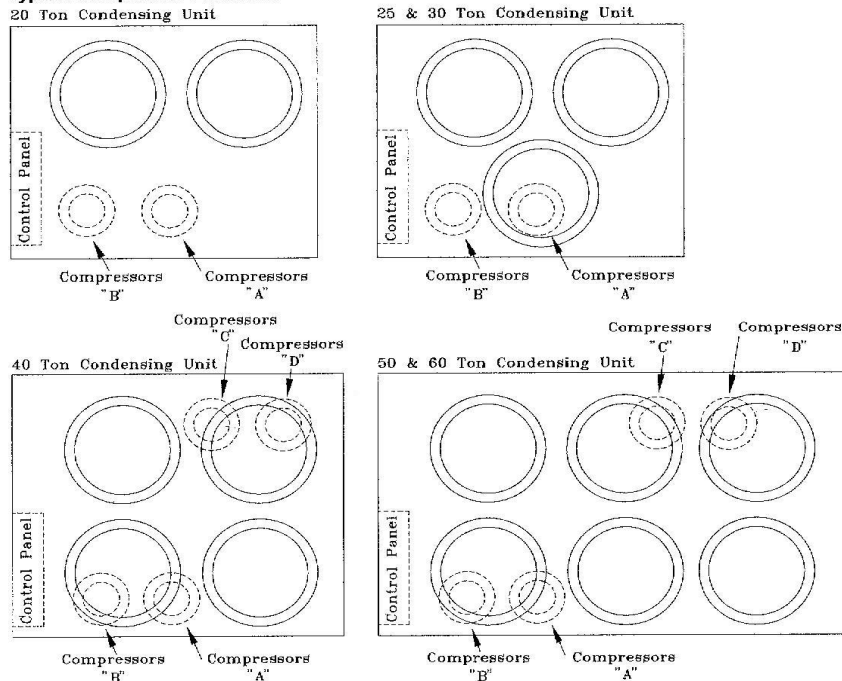 20 Ton Condensing Unit
Control Panel
Compressors
"B"
Compressors
"A"
25 & 30 Ton Condensing Unit
Control Panel
Compressors
"B"
Compressors
"A"
40 Ton Condensing Unit
Compressors
"C"
Compressors
"D"
Control Panel
Compressors
"B"
Compressors
"A"
50 & 60 Ton Condensing Unit
Compressors
"C"
Compressors
"D"
Control Panel
Compressors
"B"
Compressors
"A"